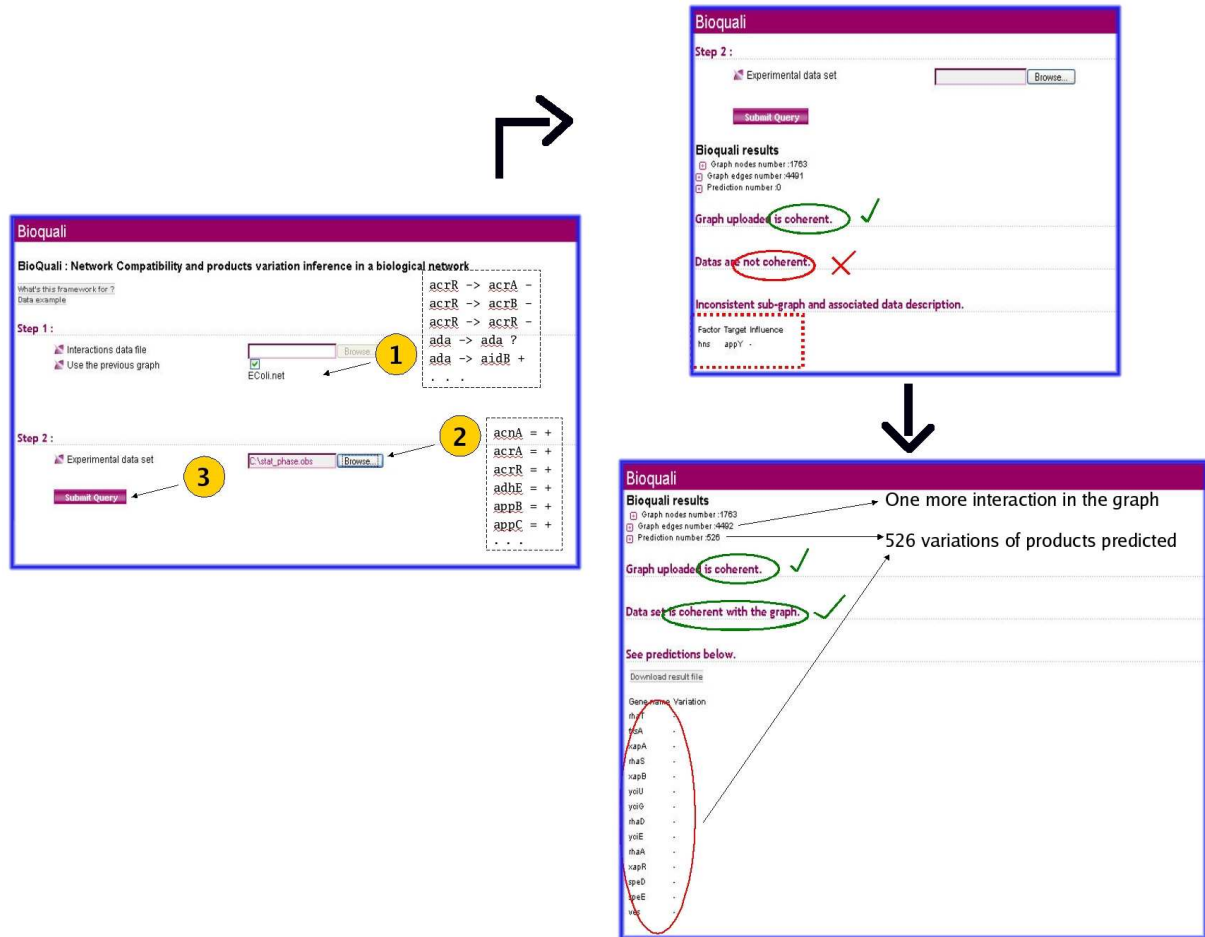 Bioquali
BioQuali : Network Compatibility and products variation inference in a biological network
What's this framework for ?
Data example
Step 1 :
Interactions data file
Browse
Use the previous graph
EColi.net
1
acrR -> acrA -
acrR -> acrB -
acrR -> acrR -
ada -> ada ?
ada -> aidB +
. . .
Step 2 :
Experimental data set
C:\stat_phase.obs
Browse...
Submit Query
2
3
acnA = +
acrA = +
acrR = +
adhE = +
appB = +
appC = +
. . .
Bioquali
Step 2 :
Experimental data set
Browse...
Submit Query
Bioquali results
Graph nodes number :1763
Graph edges number :4491
Prediction number :0
Graph uploaded is coherent.
Datas are not coherent.
Inconsistent sub-graph and associated data description.
Factor Target Influence
hns appY -
Bioquali
Bioquali results
Graph nodes number :1763
Graph edges number :4492
Prediction number :526
One more interaction in the graph
526 variations of products predicted
Graph uploaded is coherent.
Data set is coherent with the graph.
See predictions below.
Download result file
Gene name Variation
rhaT -
-
xapA -
rhaS -
xapB -
yciU -
yciG -
rhaD -
yciE -
rhaA -
xapR -
speD -
speE -
ves -